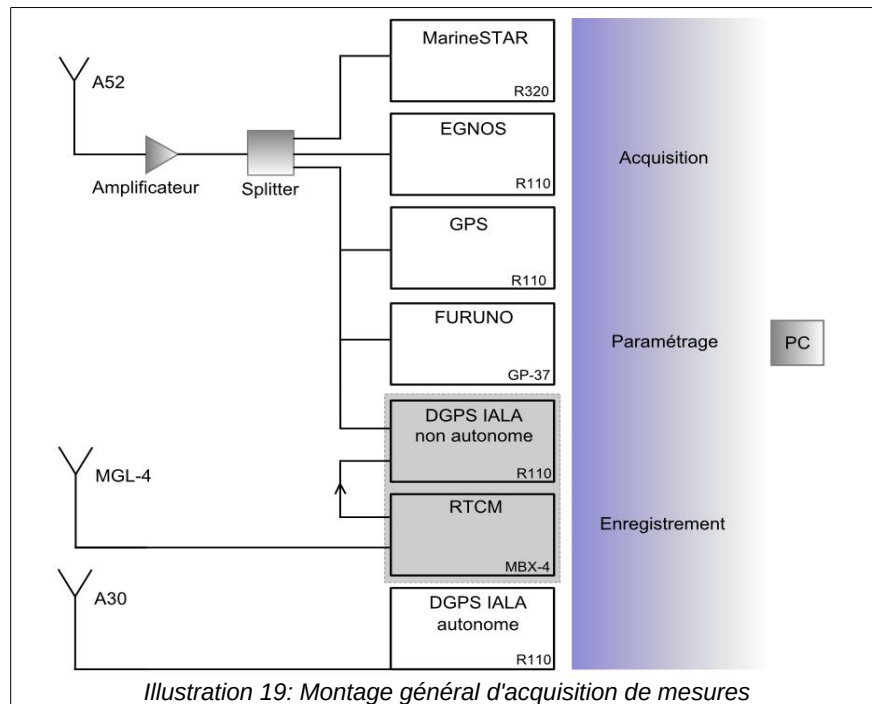 A52
Amplificateur
Splitter
MarineSTAR
R320
EGNOS
R110
GPS
R110
FURUNO
GP-37
DGPS IALA
non autonome
R110
MGL-4
RTCM
MBX-4
A30
DGPS IALA
autonome
R110
Acquisition
Paramétrage
Enregistrement
PC
Illustration 19: Montage général d'acquisition de mesures